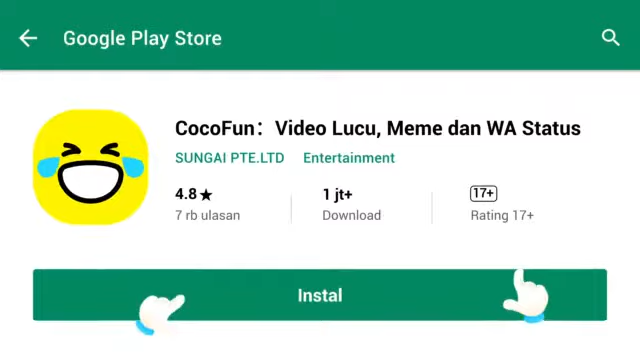 Google Play Store
CocoFun: Video Lucu, Meme dan WA Status
SUNGAI PTE.LTD Entertainment
4.8★ 1 jt+ 17+
7 rb ulasan Download Rating 17+
Instal